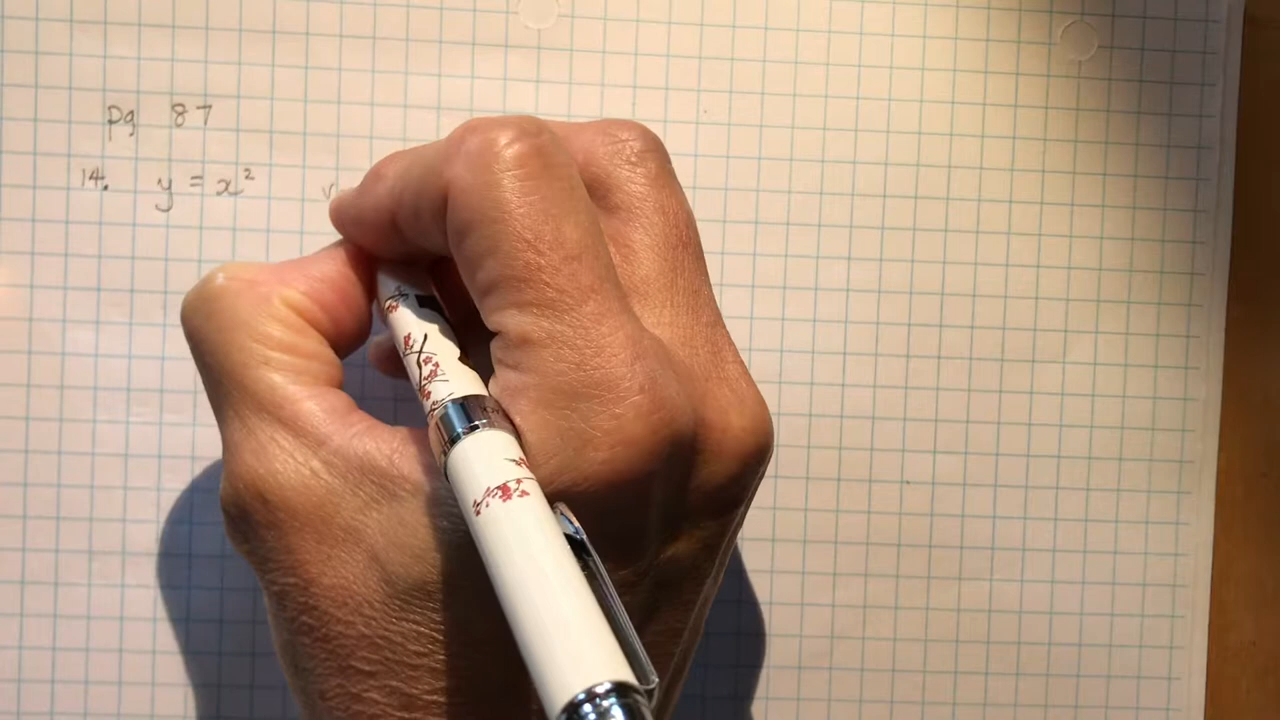 pg 87
14. y = x²